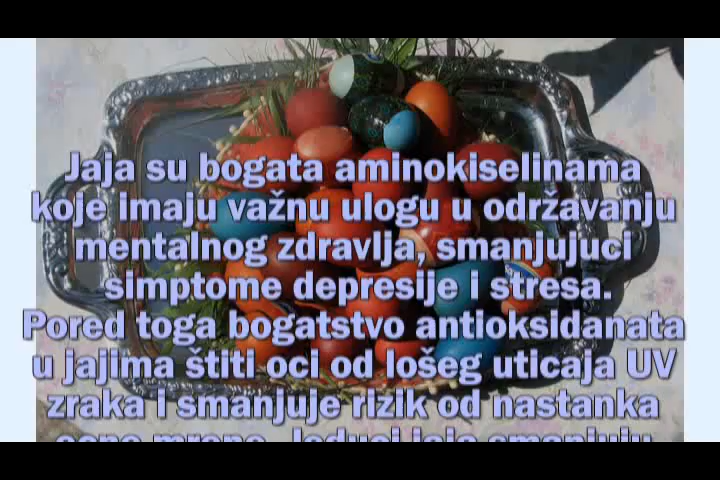 Jaja su bogata aminokiselinama
koje imaju važnu ulogu u održavanju
mentalnog zdravlja, smanjujuci
simptome depresije i stresa.
Pored toga bogatstvo antioksidanata
u jajima štiti oci od lošeg uticaja UV
zraka i smanjuje rizik od nastanka